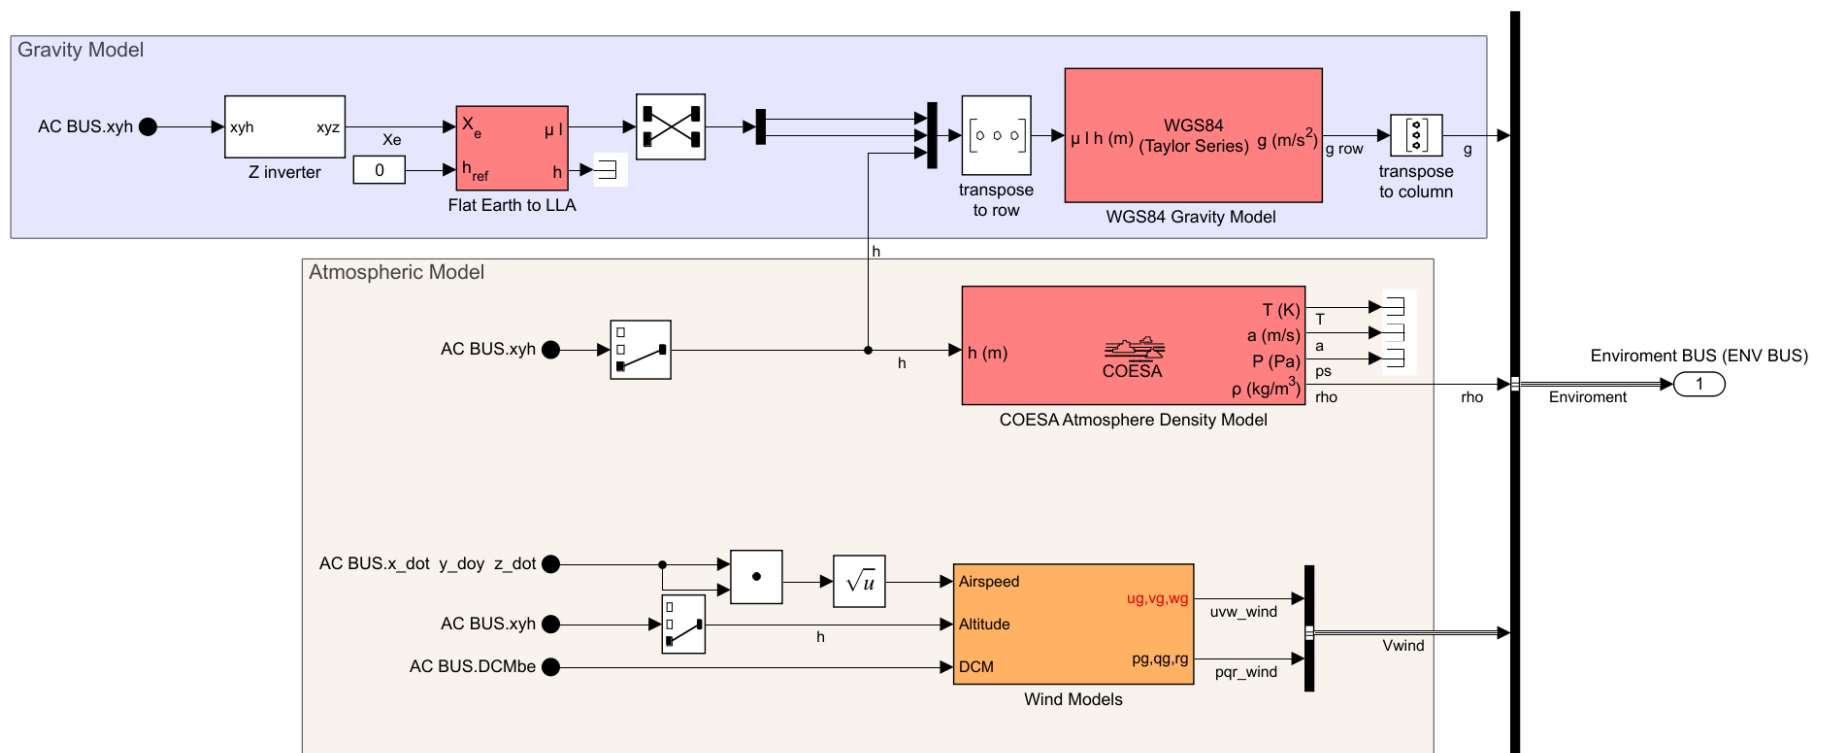 Gravity Model
AC BUS.xyh
xyh
xyz
Z inverter
Xe
0
Xe
href
μ l
h
Flat Earth to LLA
transpose
to row
μ l h (m)
WGS84
(Taylor Series)
g (m/s2)
WGS84 Gravity Model
g row
transpose
to column
g
h
Atmospheric Model
AC BUS.xyh
h
h (m)
COESA
T (K)
a (m/s)
P (Pa)
ρ (kg/m3)
COESA Atmosphere Density Model
T
a
ps
rho
rho
Enviroment BUS (ENV BUS)
1
Enviroment
AC BUS.x_dot y_doy z_dot
√u
AC BUS.xyh
h
AC BUS.DCMbe
Airspeed
Altitude
DCM
ug,vg,wg
pg,qg,rg
Wind Models
uvw_wind
pqr_wind
Vwind